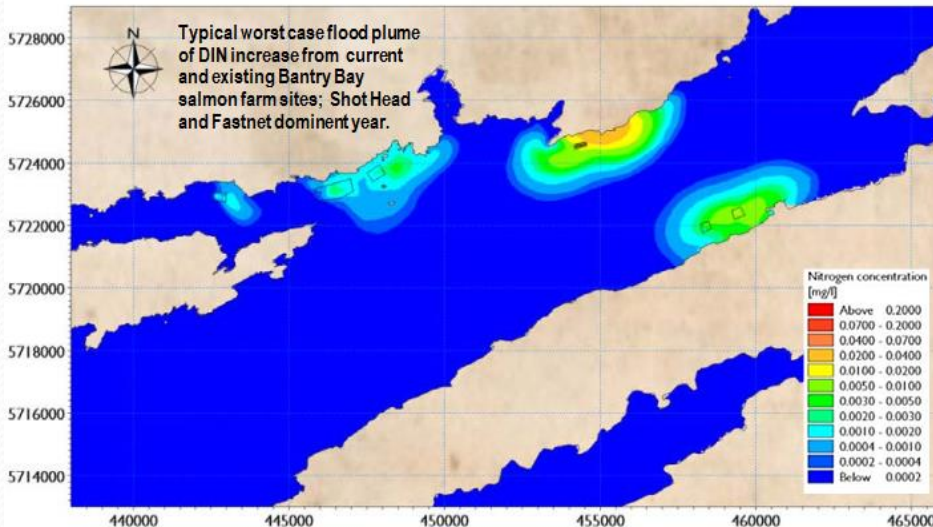 N
Typical worst case flood plume
of DIN increase from current
and existing Bantry Bay
salmon farm sites; Shot Head
and Fastnet dominent year.
5728000
5726000
5724000
5722000
5720000
5718000
5716000
5714000
440000
445000
450000
455000
460000
465000
Nitrogen concentration
[mg/l]
Above 0.2000
0.0700 - 0.2000
0.0400 - 0.0700
0.0200 - 0.0400
0.0100 - 0.0200
0.0050 - 0.0100
0.0030 - 0.0050
0.0020 - 0.0030
0.0010 - 0.0020
0.0004 - 0.0010
0.0002 - 0.0004
Below 0.0002